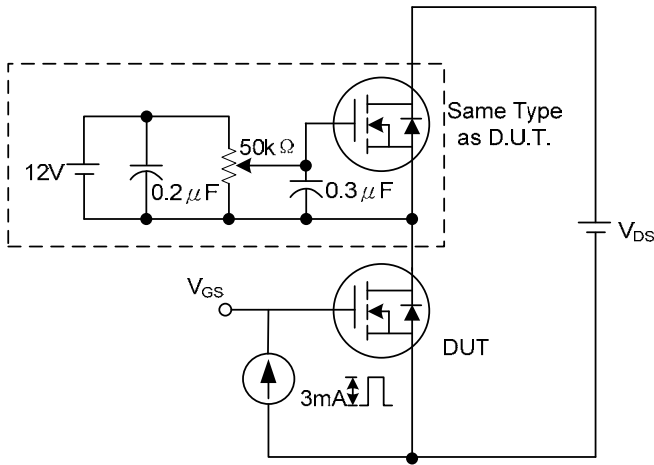 Same Type
as D.U.T.
50kΩ
12V
0.2μF
0.3μF
V_DS
V_GS
DUT
3mA